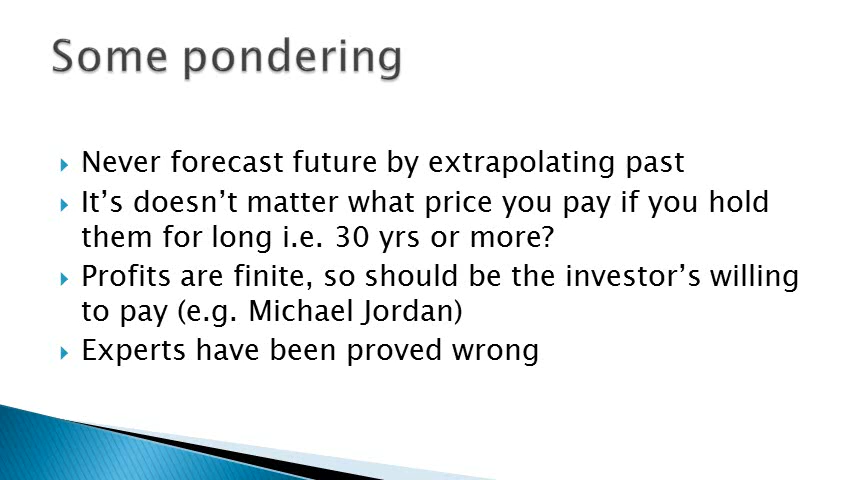 Some pondering
Never forecast future by extrapolating past
It's doesn't matter what price you pay if you hold
them for long i.e. 30 yrs or more?
Profits are finite, so should be the investor's willing
to pay (e.g. Michael Jordan)
Experts have been proved wrong